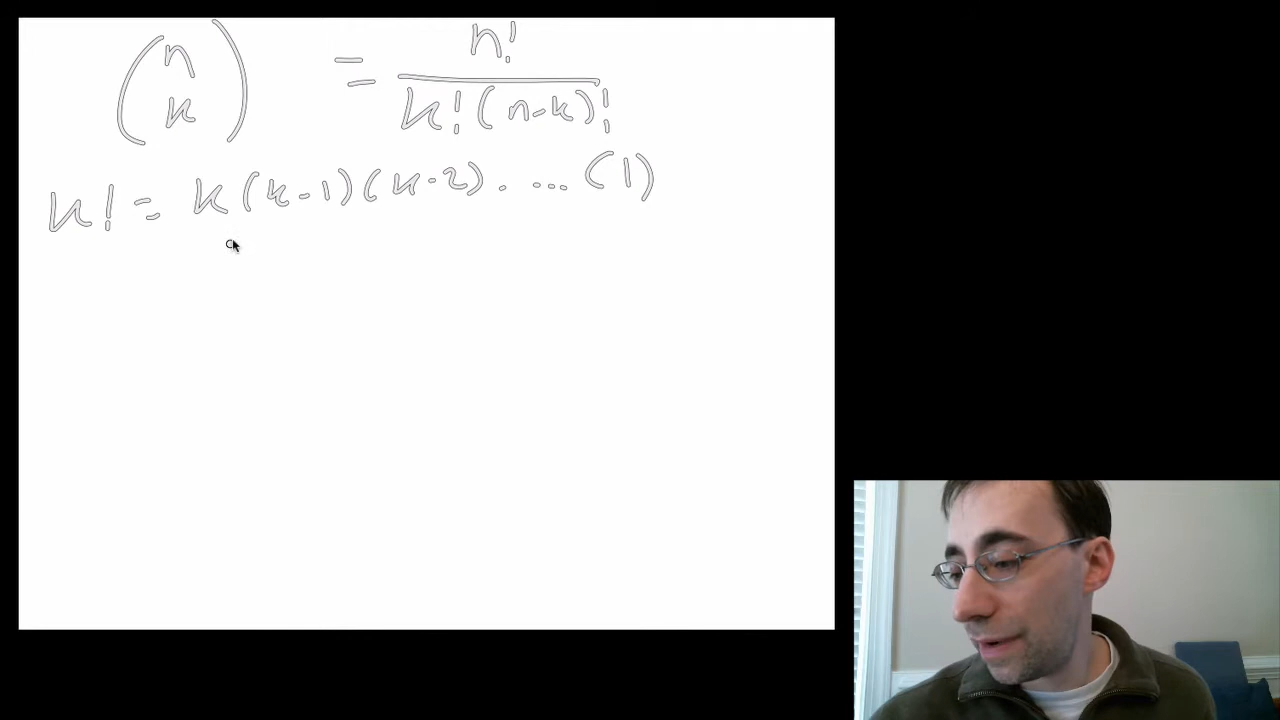 (n k) = n! / k!(n-k)!
k! = k(k-1)(k-2). ...(1)